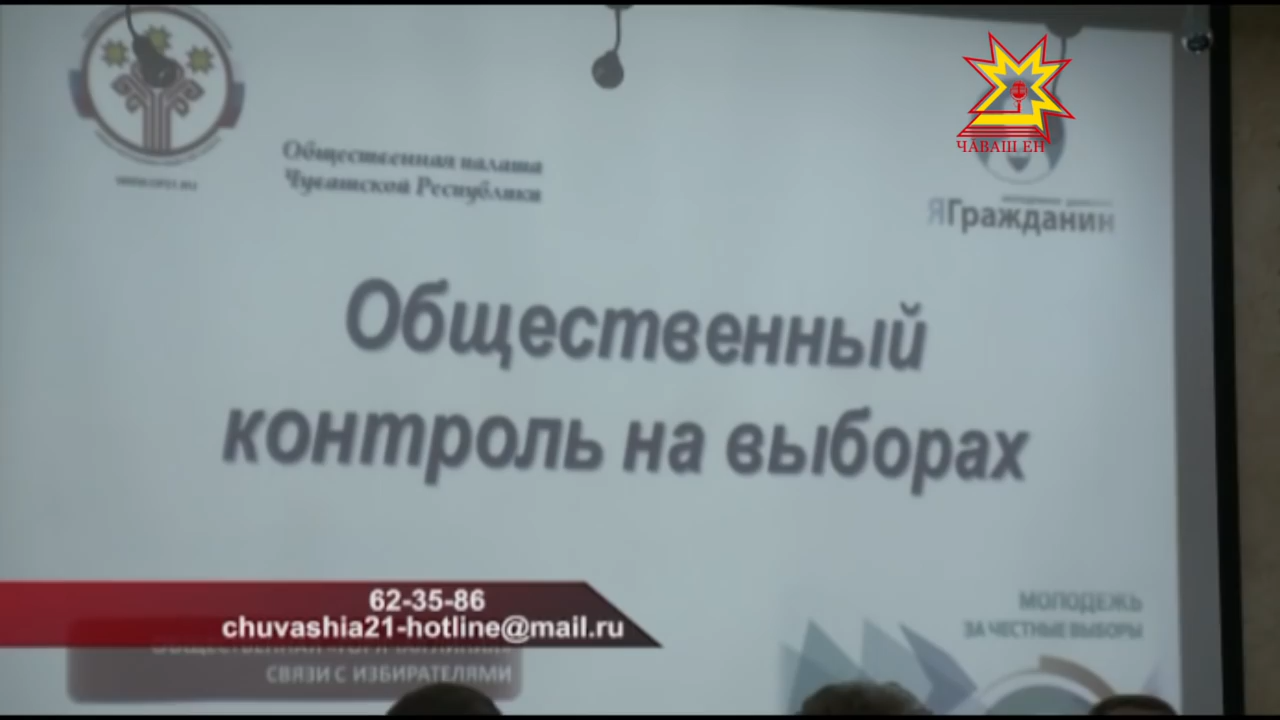 ЧӐВАШ ЕН
Общественная палата
Чувашской Республики
ЯГражданин
Общественный
контроль на выборах
62-35-86
chuvashia21-hotline@mail.ru
СВЯЗИ С ИЗБИРАТЕЛЯМИ
МОЛОДЕЖЬ
ЗА ЧЕСТНЫЕ ВЫБОРЫ